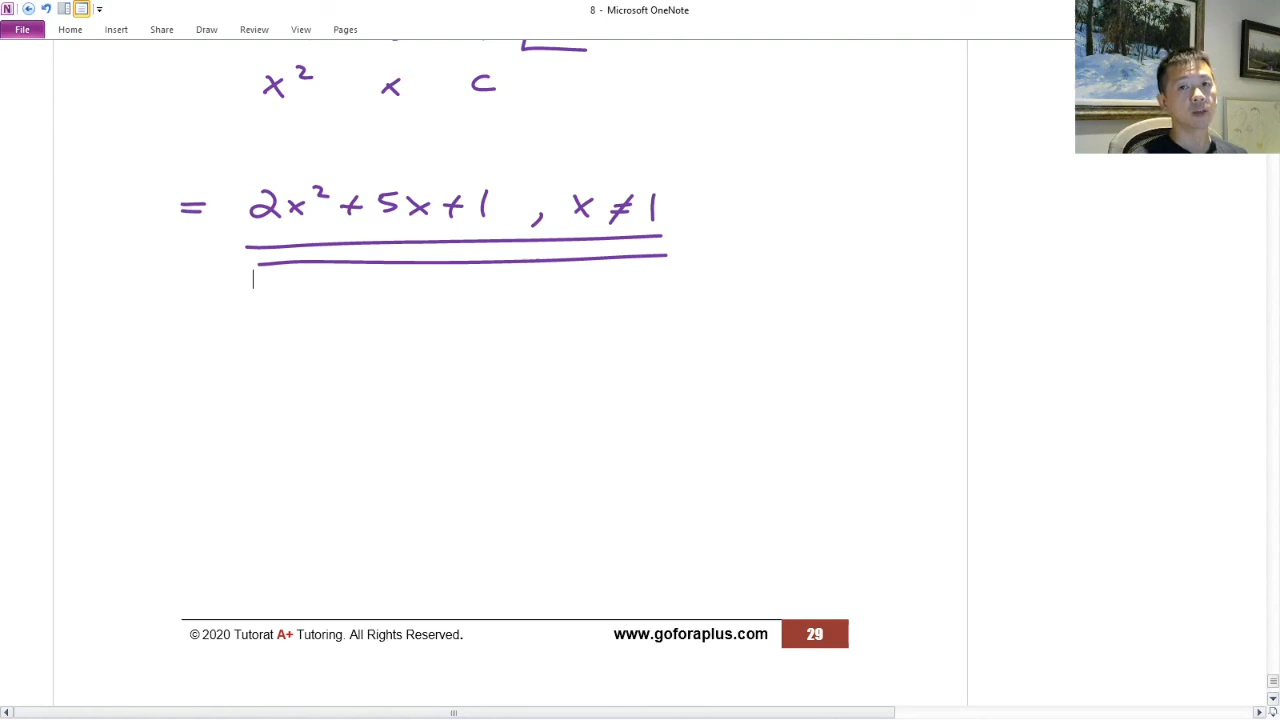 8 - Microsoft OneNote
File Home Insert Share Draw Review View Pages
x² x c
= 2x² + 5x + 1 , x ≠ 1
© 2020 Tutorat A+ Tutoring. All Rights Reserved. www.goforaplus.com 29